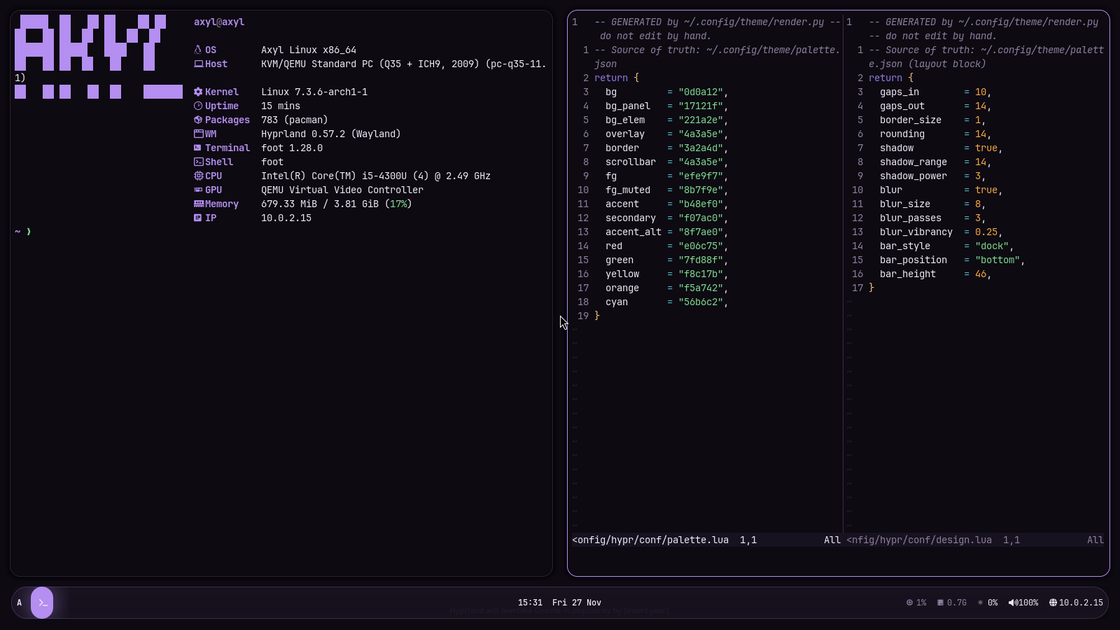 axyl@axyl
OS Axyl Linux x86_64
Host KVM/QEMU Standard PC (Q35 + ICH9, 2009) (pc-q35-11.
1)
Kernel Linux 7.3.6-arch1-1
Uptime 15 mins
Packages 783 (pacman)
WM Hyprland 0.57.2 (Wayland)
Terminal foot 1.28.0
Shell foot
CPU Intel(R) Core(TM) i5-4300U (4) @ 2.49 GHz
GPU QEMU Virtual Video Controller
Memory 679.33 MiB / 3.81 GiB (17%)
IP 10.0.2.15
~ ❯
1 -- GENERATED by ~/.config/theme/render.py --
do not edit by hand.
1 -- Source of truth: ~/.config/theme/palette.
json
2 return {
3 bg = "0d0a12",
4 bg_panel = "17121f",
5 bg_elem = "221a2e",
6 overlay = "4a3a5e",
7 border = "3a2a4d",
8 scrollbar = "4a3a5e",
9 fg = "efe9f7",
10 fg_muted = "8b7f9e",
11 accent = "b48ef0",
12 secondary = "f07ac0",
13 accent_alt = "8f7ae0",
14 red = "e06c75",
15 green = "7fd88f",
16 yellow = "f8c17b",
17 orange = "f5a742",
18 cyan = "56b6c2",
19 }
<onfig/hypr/conf/palette.lua 1,1 All
1 -- GENERATED by ~/.config/theme/render.py
-- do not edit by hand.
1 -- Source of truth: ~/.config/theme/palett
e.json (layout block)
2 return {
3 gaps_in = 10,
4 gaps_out = 14,
5 border_size = 1,
6 rounding = 14,
7 shadow = true,
8 shadow_range = 14,
9 shadow_power = 3,
10 blur = true,
11 blur_size = 8,
12 blur_passes = 3,
13 blur_vibrancy = 0.25,
14 bar_style = "dock",
15 bar_position = "bottom",
16 bar_height = 46,
17 }
<nfig/hypr/conf/design.lua 1,1 All
A 15:31 Fri 27 Nov 1% 0.7G 0% 100% 10.0.2.15